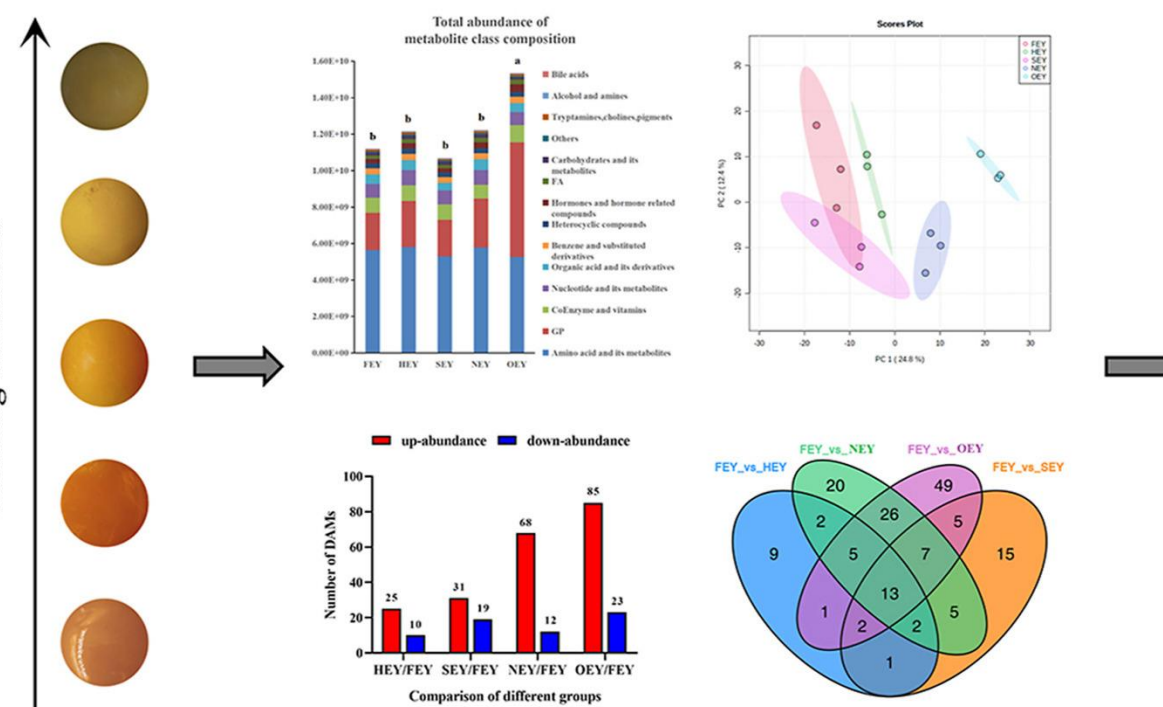 Total abundance of
metabolite class composition
1.60E+10
1.40E+10
1.20E+10
1.00E+10
8.00E+09
6.00E+09
4.00E+09
2.00E+09
0.00E+00
b
b
b
b
a
FEY HEY SEY NEY OEY
Bile acids
Alcohol and amines
Tryptamines,cholines,pigments
Others
Carbohydrates and its
metabolites
FA
Hormones and hormone related
compounds
Heterocyclic compounds
Benzene and substituted
derivatives
Organic acid and its derivatives
Nucleotide and its metabolites
CoEnzyme and vitamins
GP
Amino acid and its metabolites
Scores Plot
FEY
HEY
SEY
NEY
OEY
PC 2 ( 12.4 %)
30
20
10
0
-10
-20
-30 -20 -10 0 10 20 30
PC 1 ( 24.8 %)
up-abundance down-abundance
Number of DAMs
100
80
60
40
20
0
25 10 31 19 68 12 85 23
HEY/FEY SEY/FEY NEY/FEY OEY/FEY
Comparison of different groups
FEY_vs_HEY
FEY_vs_NEY
FEY_vs_OEY
FEY_vs_SEY
20 49
2 26 5
9 5 7 15
13
1 2 2 5
1